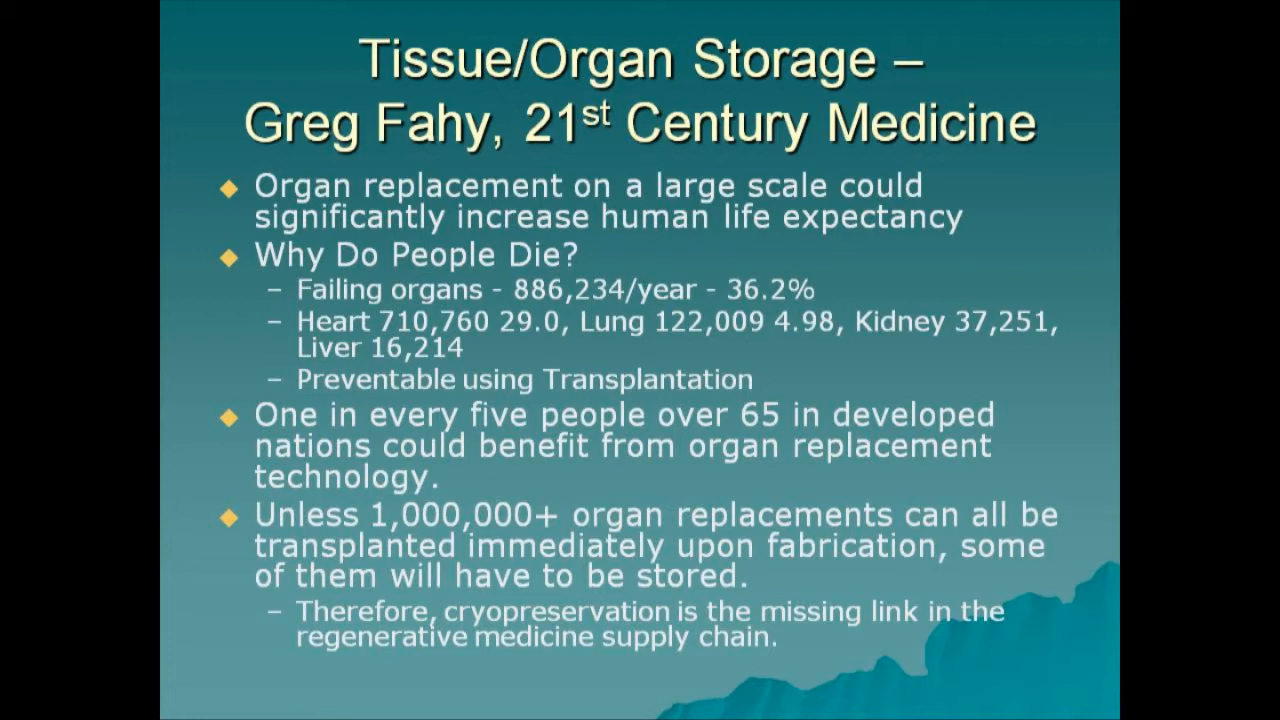 Tissue/Organ Storage –
Greg Fahy, 21st Century Medicine
Organ replacement on a large scale could
significantly increase human life expectancy
Why Do People Die?
– Failing organs - 886,234/year - 36.2%
– Heart 710,760 29.0, Lung 122,009 4.98, Kidney 37,251,
Liver 16,214
– Preventable using Transplantation
One in every five people over 65 in developed
nations could benefit from organ replacement
technology.
Unless 1,000,000+ organ replacements can all be
transplanted immediately upon fabrication, some
of them will have to be stored.
– Therefore, cryopreservation is the missing link in the
regenerative medicine supply chain.